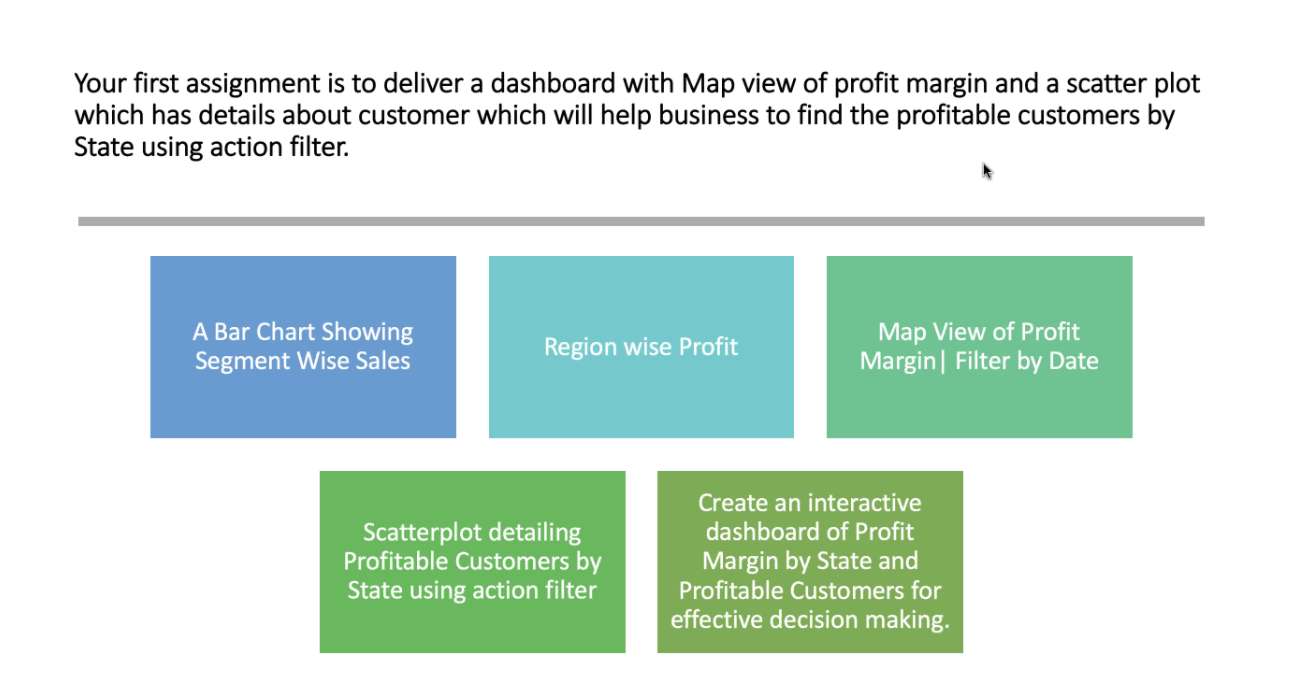 Your first assignment is to deliver a dashboard with Map view of profit margin and a scatter plot
which has details about customer which will help business to find the profitable customers by
State using action filter.
A Bar Chart Showing
Segment Wise Sales
Region wise Profit
Map View of Profit
Margin| Filter by Date
Scatterplot detailing
Profitable Customers by
State using action filter
Create an interactive
dashboard of Profit
Margin by State and
Profitable Customers for
effective decision making.